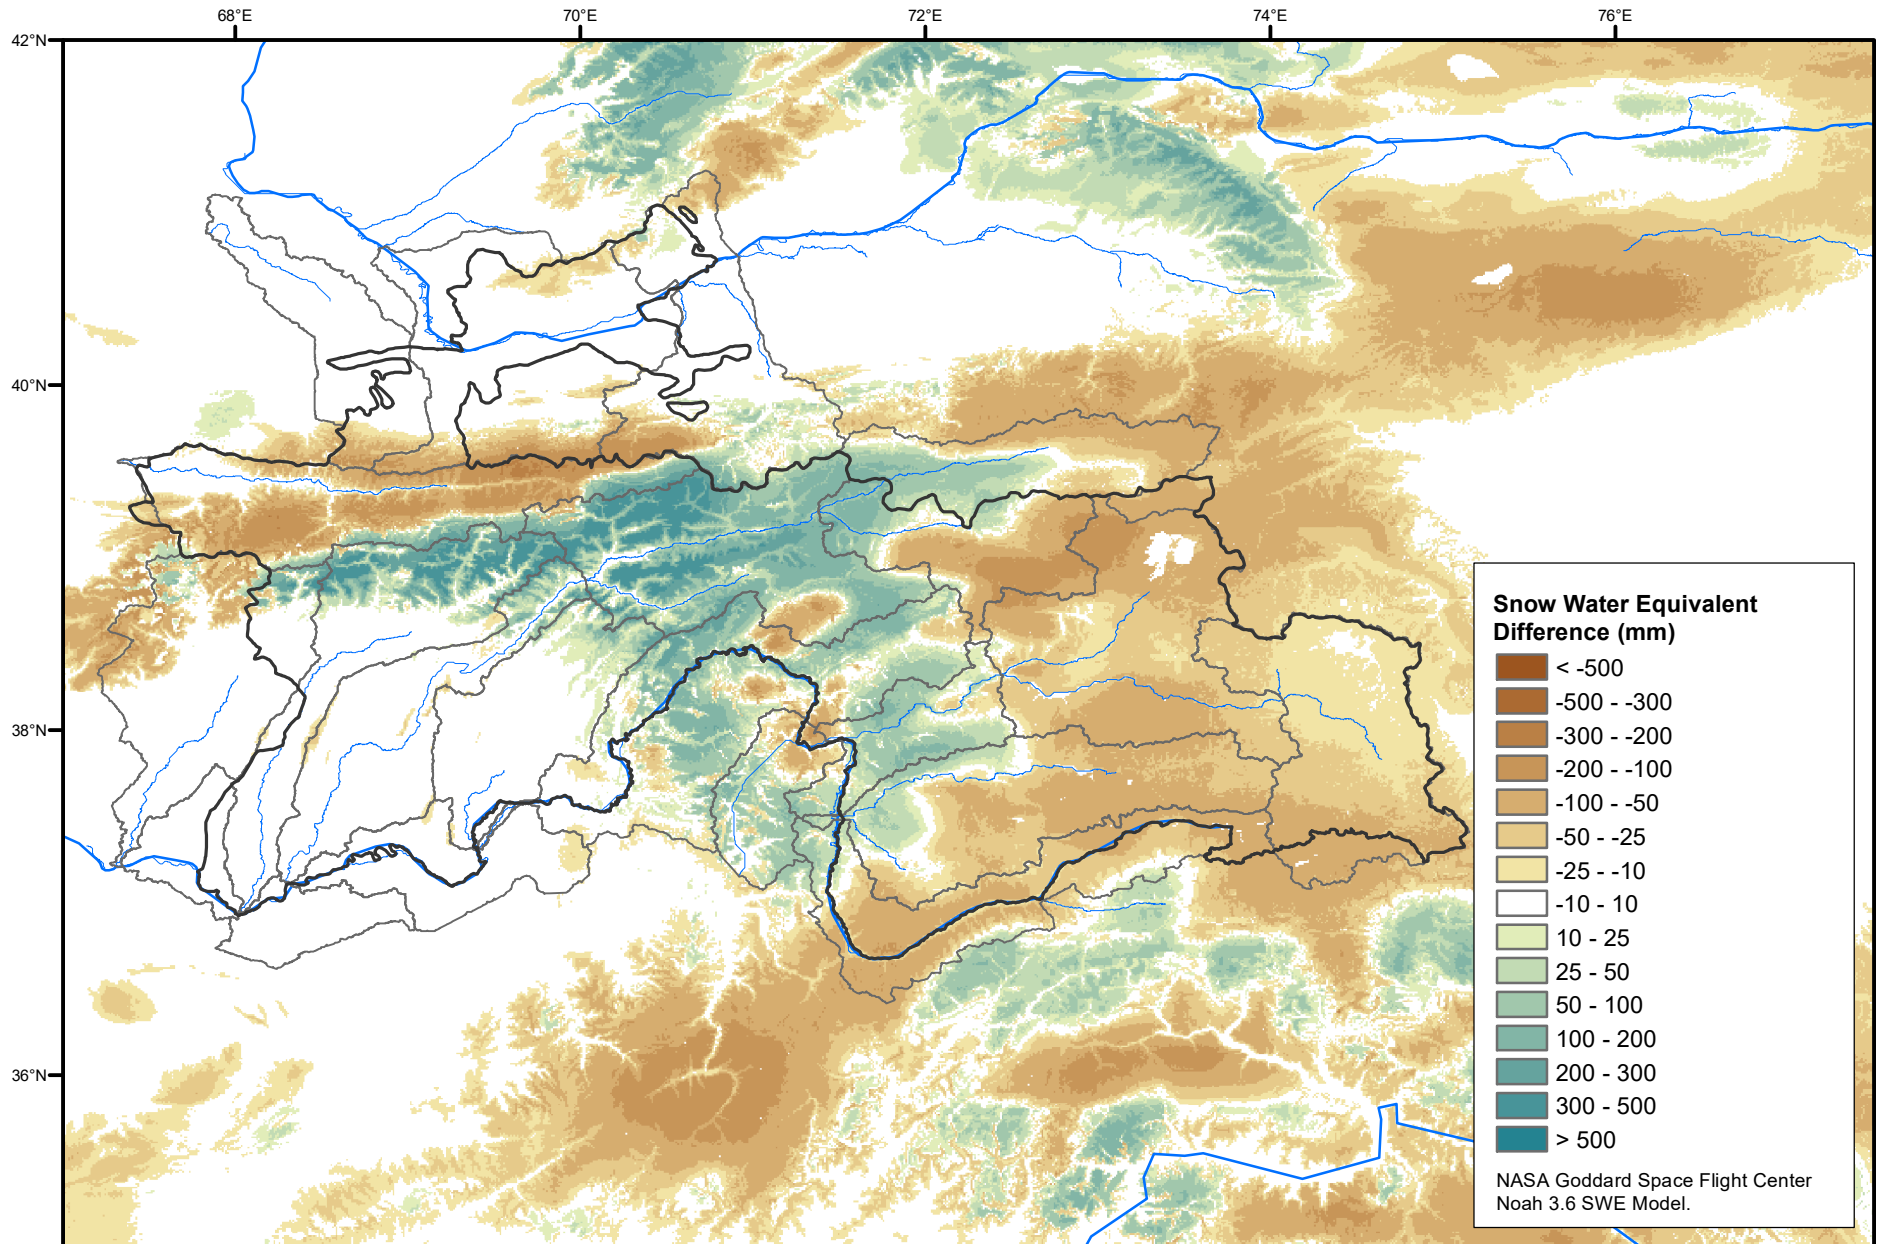 68°E
70°E
72°E
74°E
76°E
42°N
40°N
38°N
36°N
Snow Water Equivalent
Difference (mm)
< -500
-500 - -300
-300 - -200
-200 - -100
-100 - -50
-50 - -25
-25 - -10
-10 - 10
10 - 25
25 - 50
50 - 100
100 - 200
200 - 300
300 - 500
> 500
NASA Goddard Space Flight Center
Noah 3.6 SWE Model.